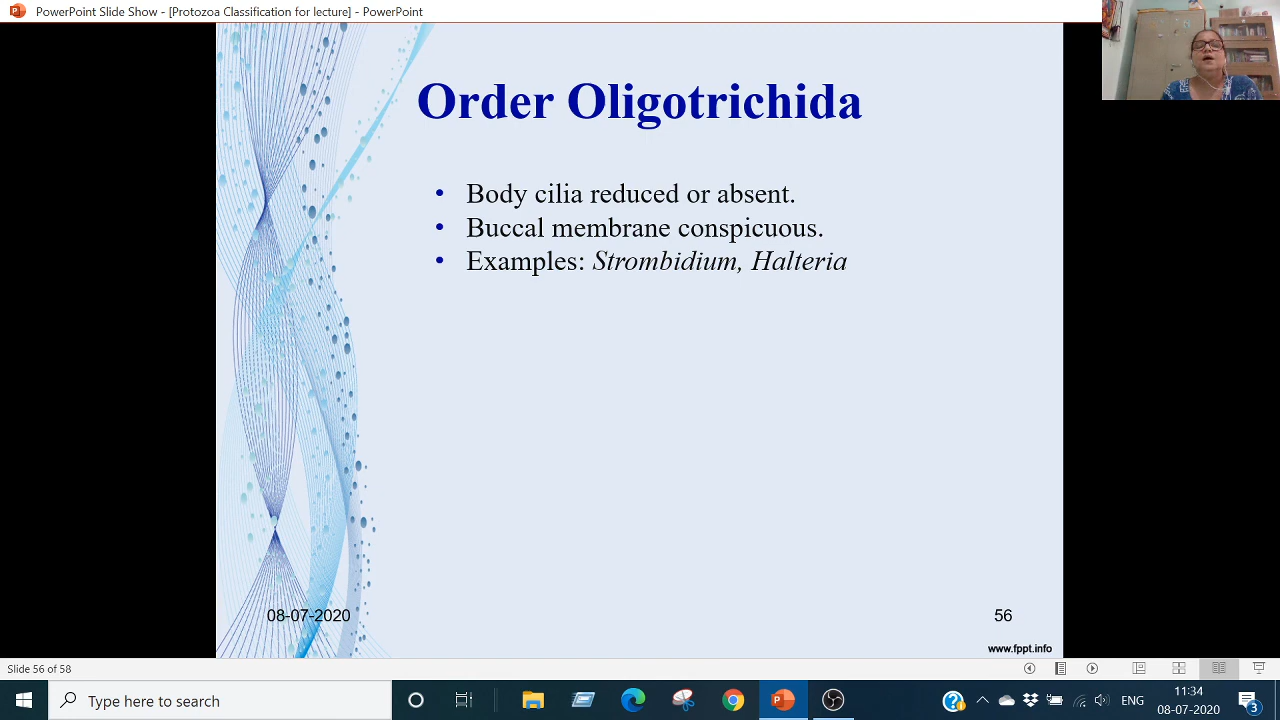 PowerPoint Slide Show - [Protozoa Classification for lecture] - PowerPoint
Order Oligotrichida
• Body cilia reduced or absent.
• Buccal membrane conspicuous.
• Examples: Strombidium, Halteria
08-07-2020
56
www.fppt.info
Slide 56 of 58
Type here to search
ENG
11:34
08-07-2020
3